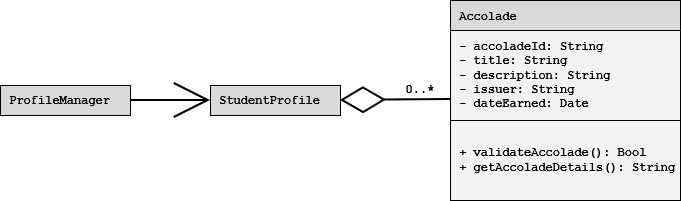 Accolade
- accoladeId: String
- title: String
- description: String
- issuer: String
- dateEarned: Date
ProfileManager
StudentProfile
0..*
+ validateAccolade(): Bool
+ getAccoladeDetails(): String